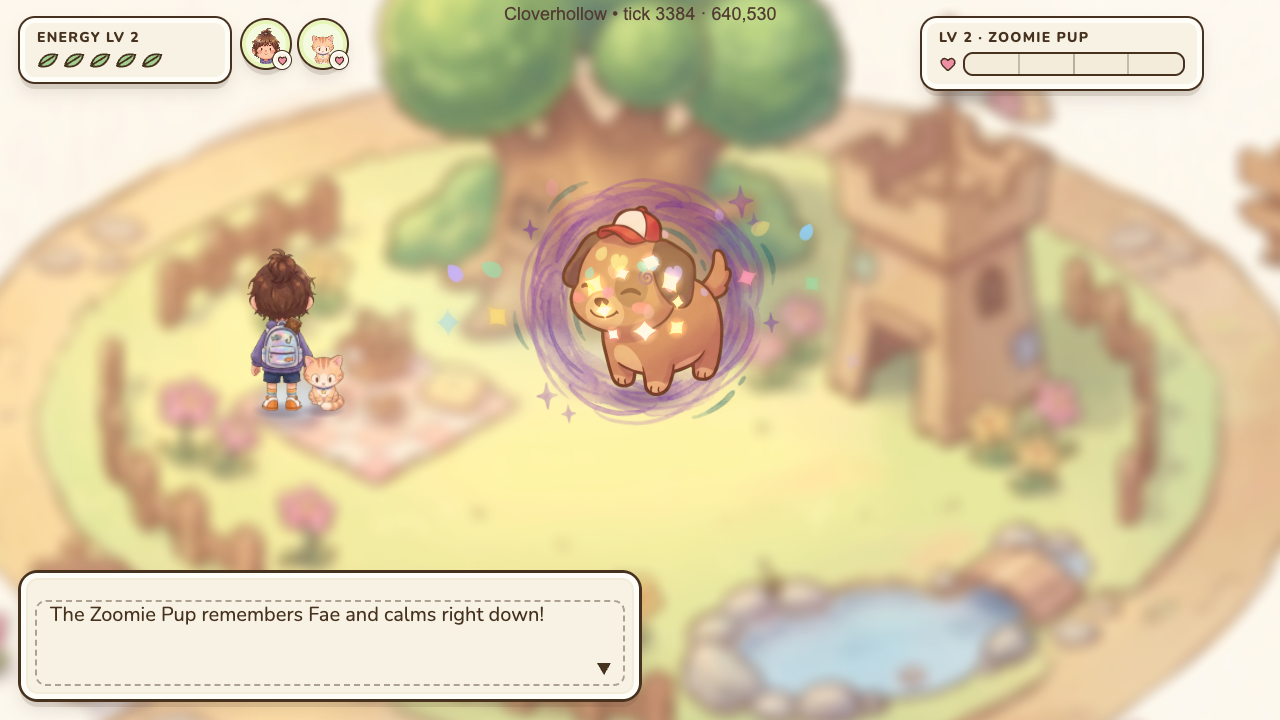 Cloverhollow • tick 3384 · 640,530
ENERGY LV 2
LV 2 · ZOOMIE PUP
The Zoomie Pup remembers Fae and calms right down!